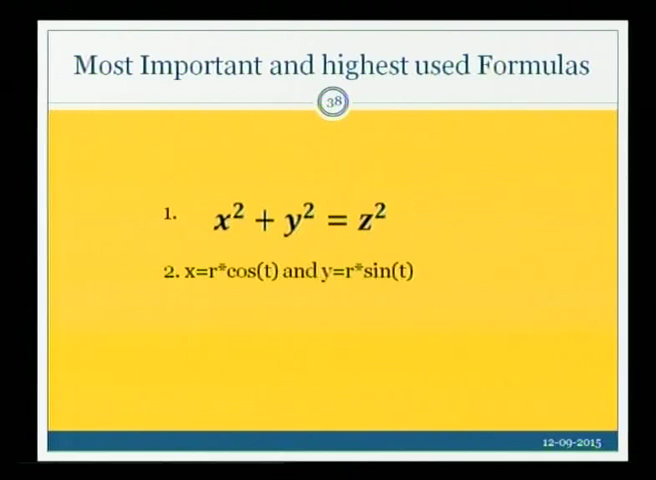 Most Important and highest used Formulas
38
1. x² + y² = z²
2. x=r*cos(t) and y=r*sin(t)
12-09-2015